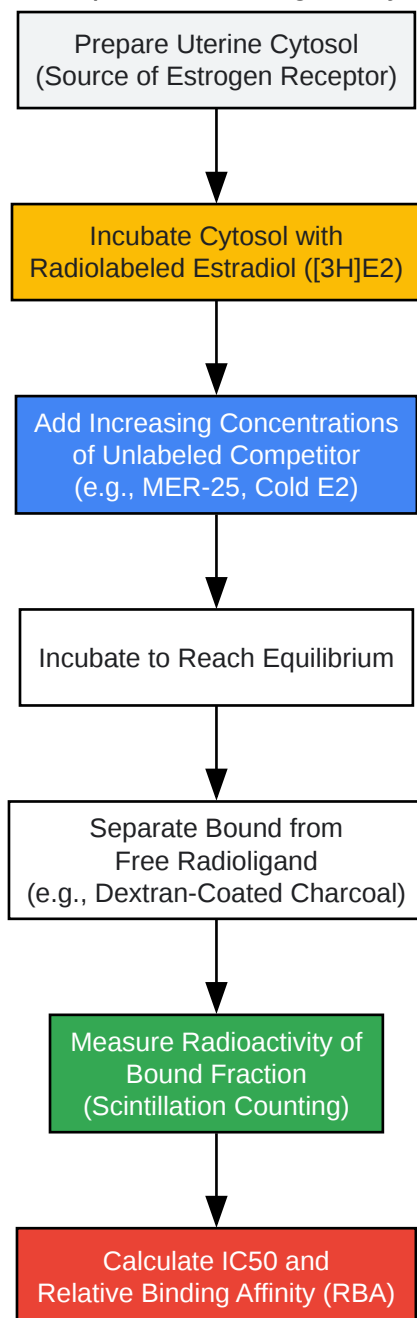 Prepare Uterine Cytosol
(Source of Estrogen Receptor)
Incubate Cytosol with
Radiolabeled Estradiol ([3H]E2)
Add Increasing Concentrations
of Unlabeled Competitor
(e.g., MER-25, Cold E2)
Incubate to Reach Equilibrium
Separate Bound from
Free Radioligand
(e.g., Dextran-Coated Charcoal)
Measure Radioactivity of
Bound Fraction
(Scintillation Counting)
Calculate IC50 and
Relative Binding Affinity (RBA)